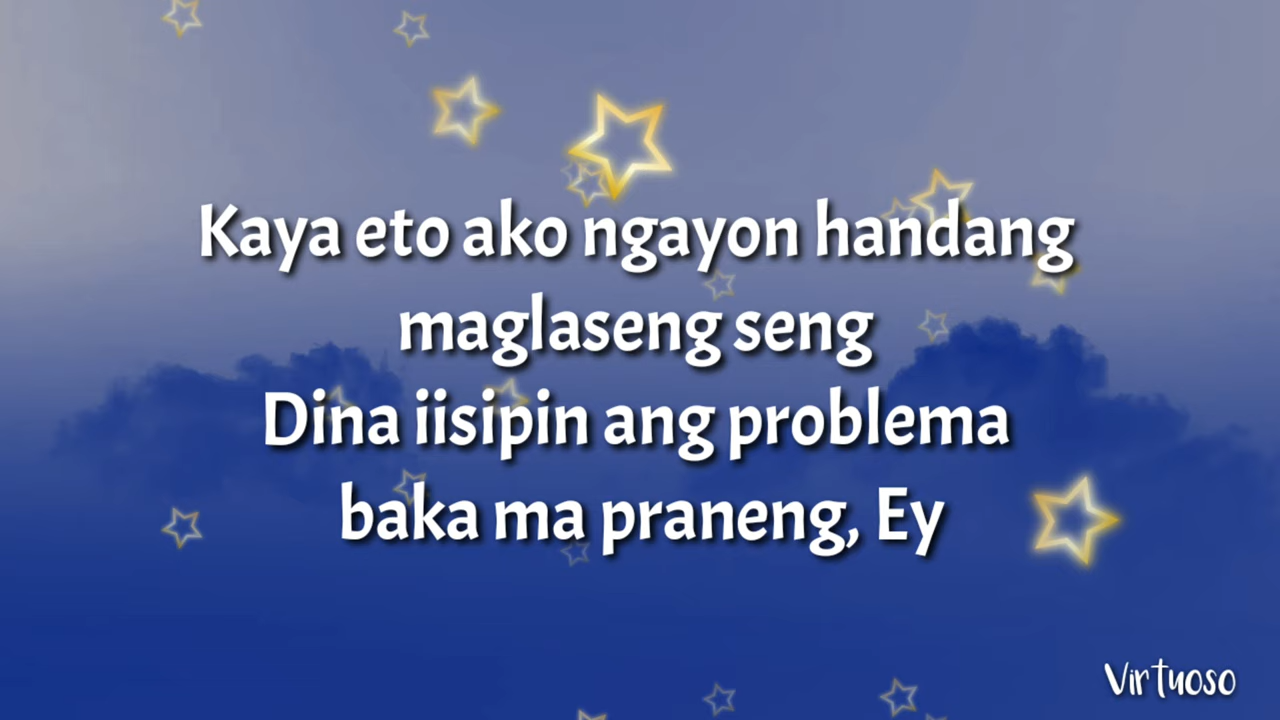 Kaya eto ako ngayon handang
maglaseng seng
Dina iisipin ang problema
baka ma praneng, Ey
Virtuoso